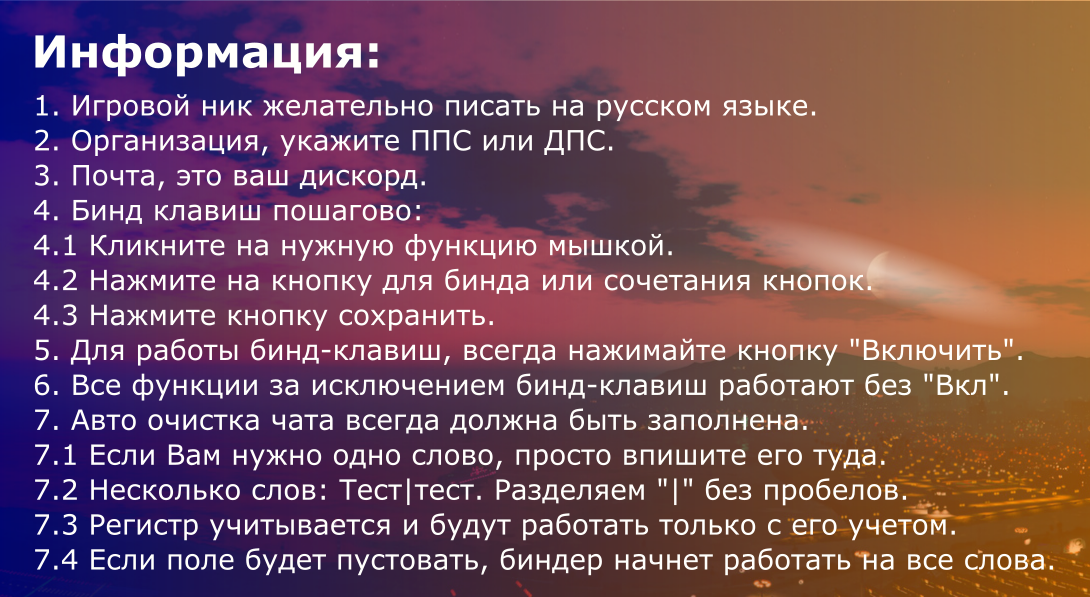 Информация:
1. Игровой ник желательно писать на русском языке.
2. Организация, укажите ППС или ДПС.
3. Почта, это ваш дискорд.
4. Бинд клавиш пошагово:
4.1 Кликните на нужную функцию мышкой.
4.2 Нажмите на кнопку для бинда или сочетания кнопок.
4.3 Нажмите кнопку сохранить.
5. Для работы бинд-клавиш, всегда нажимайте кнопку "Включить".
6. Все функции за исключением бинд-клавиш работают без "Вкл".
7. Авто очистка чата всегда должна быть заполнена.
7.1 Если Вам нужно одно слово, просто впишите его туда.
7.2 Несколько слов: Тест|тест. Разделяем "|" без пробелов.
7.3 Регистр учитывается и будут работать только с его учетом.
7.4 Если поле будет пустовать, биндер начнет работать на все слова.